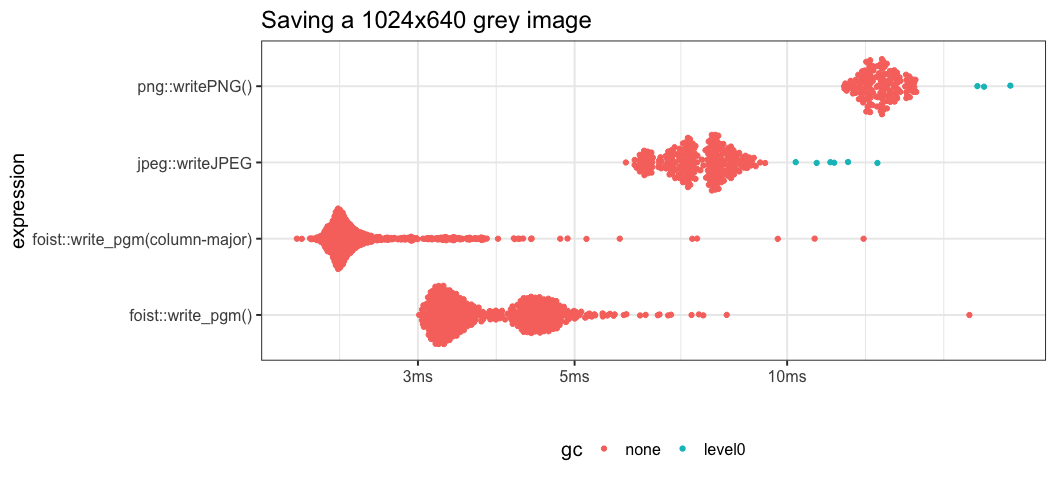 Saving a 1024x640 grey image
expression
png::writePNG()
jpeg::writeJPEG
foist::write_pgm(column-major)
foist::write_pgm()
3ms 5ms 10ms
gc none level0